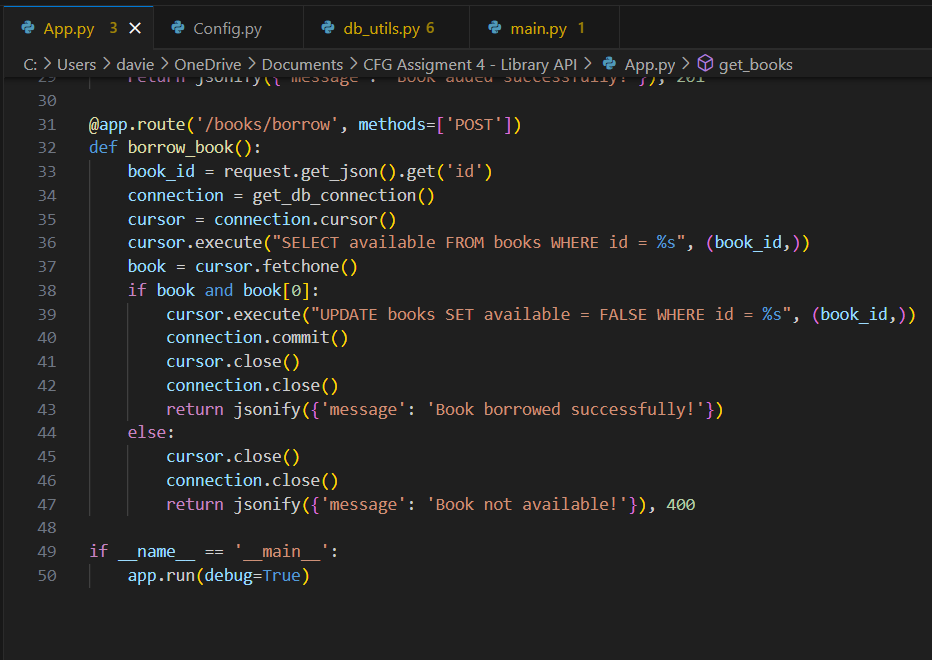 App.py 3 Config.py db_utils.py 6 main.py 1
C: > Users > davie > OneDrive > Documents > CFG Assigment 4 - Library API > App.py > get_books
29 return jsonify({'message': 'Book added successfully!'}), 201
30
31 @app.route('/books/borrow', methods=['POST'])
32 def borrow_book():
33     book_id = request.get_json().get('id')
34     connection = get_db_connection()
35     cursor = connection.cursor()
36     cursor.execute("SELECT available FROM books WHERE id = %s", (book_id,))
37     book = cursor.fetchone()
38     if book and book[0]:
39         cursor.execute("UPDATE books SET available = FALSE WHERE id = %s", (book_id,))
40         connection.commit()
41         cursor.close()
42         connection.close()
43         return jsonify({'message': 'Book borrowed successfully!'})
44     else:
45         cursor.close()
46         connection.close()
47         return jsonify({'message': 'Book not available!'}), 400
48
49 if __name__ == '__main__':
50     app.run(debug=True)